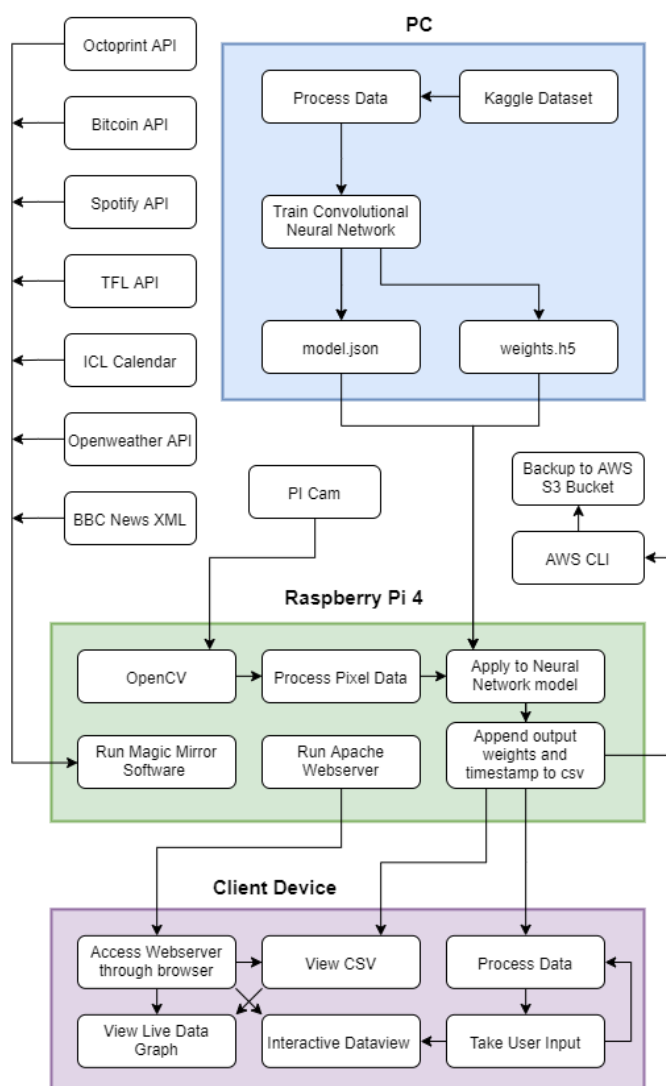 PC
Octoprint API
Bitcoin API
Spotify API
TFL API
ICL Calendar
Openweather API
BBC News XML
Process Data
Kaggle Dataset
Train Convolutional
Neural Network
model.json
weights.h5
PI Cam
Backup to AWS
S3 Bucket
AWS CLI
Raspberry Pi 4
OpenCV
Process Pixel Data
Apply to Neural
Network model
Run Magic Mirror
Software
Run Apache
Webserver
Append output
weights and
timestamp to csv
Client Device
Access Webserver
through browser
View CSV
Process Data
View Live Data
Graph
Interactive Dataview
Take User Input